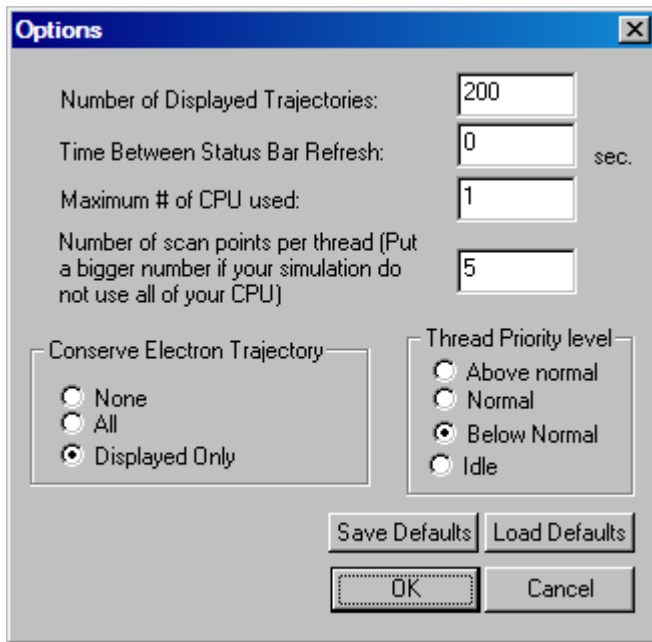 Options
Number of Displayed Trajectories:
200
Time Between Status Bar Refresh:
0
sec.
Maximum # of CPU used:
1
Number of scan points per thread (Put
a bigger number if your simulation do
not use all of your CPU)
5
Conserve Electron Trajectory
None
All
Displayed Only
Thread Priority level
Above normal
Normal
Below Normal
Idle
Save Defaults
Load Defaults
OK
Cancel